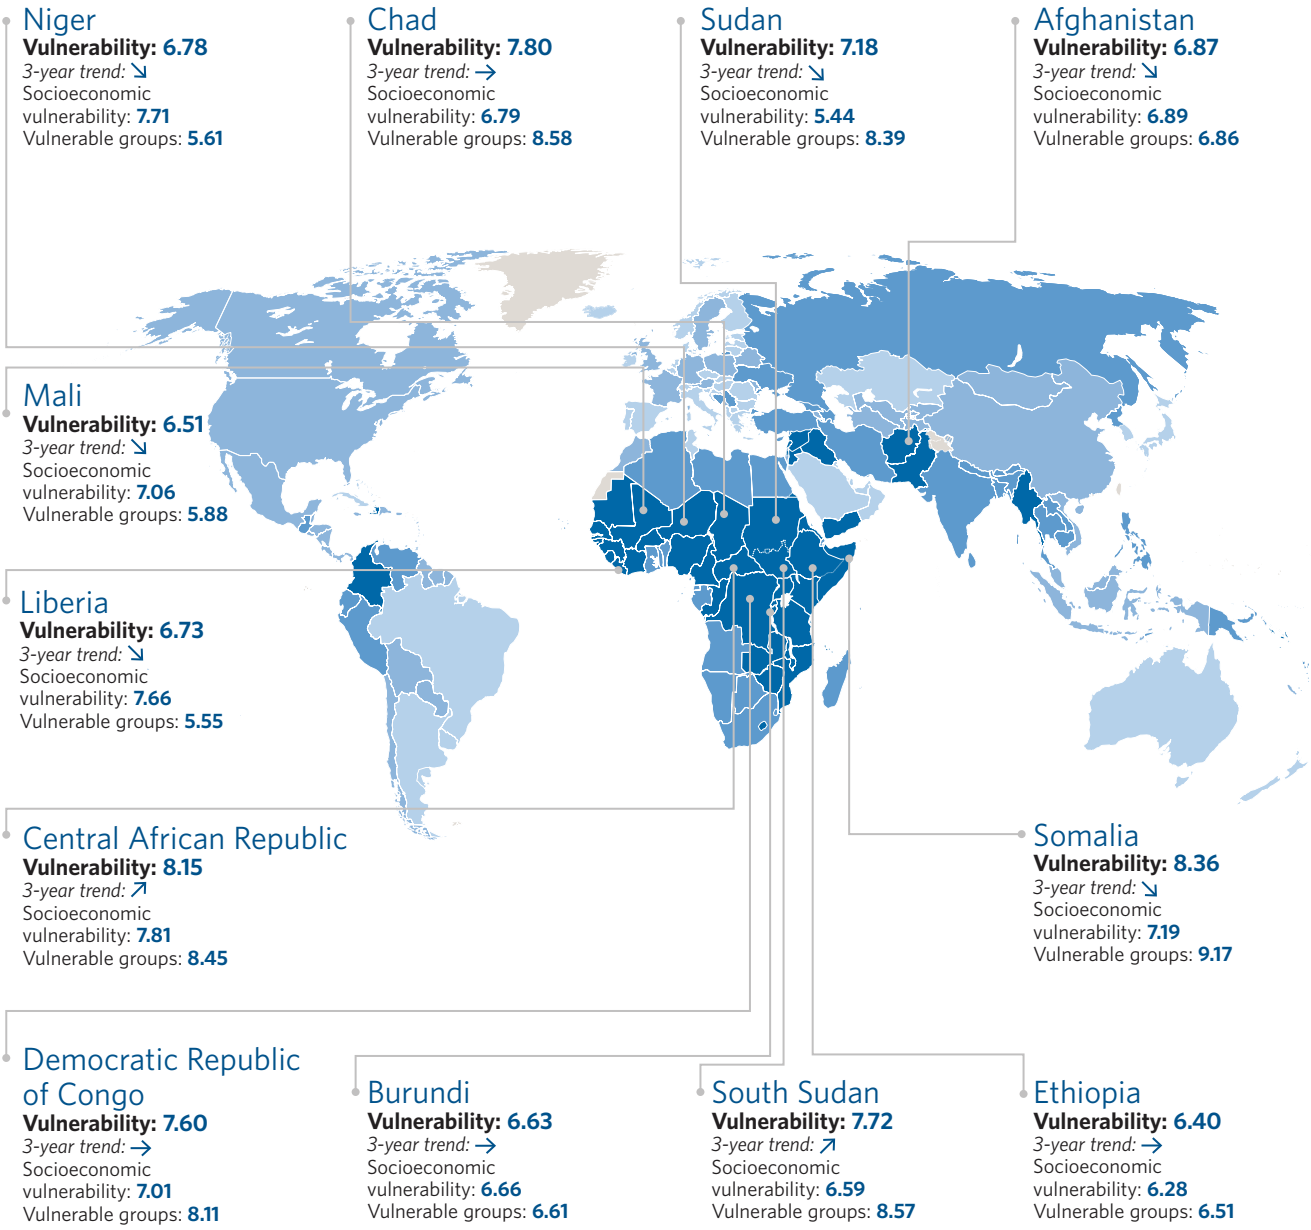 Niger
Vulnerability: 6.78
3-year trend: ↘
Socioeconomic
vulnerability: 7.71
Vulnerable groups: 5.61
Chad
Vulnerability: 7.80
3-year trend: →
Socioeconomic
vulnerability: 6.79
Vulnerable groups: 8.58
Sudan
Vulnerability: 7.18
3-year trend: ↘
Socioeconomic
vulnerability: 5.44
Vulnerable groups: 8.39
Afghanistan
Vulnerability: 6.87
3-year trend: ↘
Socioeconomic
vulnerability: 6.89
Vulnerable groups: 6.86
Mali
Vulnerability: 6.51
3-year trend: ↘
Socioeconomic
vulnerability: 7.06
Vulnerable groups: 5.88
Liberia
Vulnerability: 6.73
3-year trend: ↘
Socioeconomic
vulnerability: 7.66
Vulnerable groups: 5.55
Central African Republic
Vulnerability: 8.15
3-year trend: ↗
Socioeconomic
vulnerability: 7.81
Vulnerable groups: 8.45
Somalia
Vulnerability: 8.36
3-year trend: ↘
Socioeconomic
vulnerability: 7.19
Vulnerable groups: 9.17
Democratic Republic
of Congo
Vulnerability: 7.60
3-year trend: →
Socioeconomic
vulnerability: 7.01
Vulnerable groups: 8.11
Burundi
Vulnerability: 6.63
3-year trend: →
Socioeconomic
vulnerability: 6.66
Vulnerable groups: 6.61
South Sudan
Vulnerability: 7.72
3-year trend: ↗
Socioeconomic
vulnerability: 6.59
Vulnerable groups: 8.57
Ethiopia
Vulnerability: 6.40
3-year trend: →
Socioeconomic
vulnerability: 6.28
Vulnerable groups: 6.51